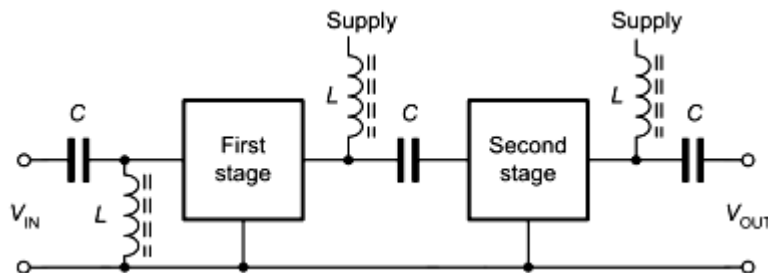 Supply
Supply
C
L
C
L
C
First
stage
Second
stage
V_IN
L
V_OUT